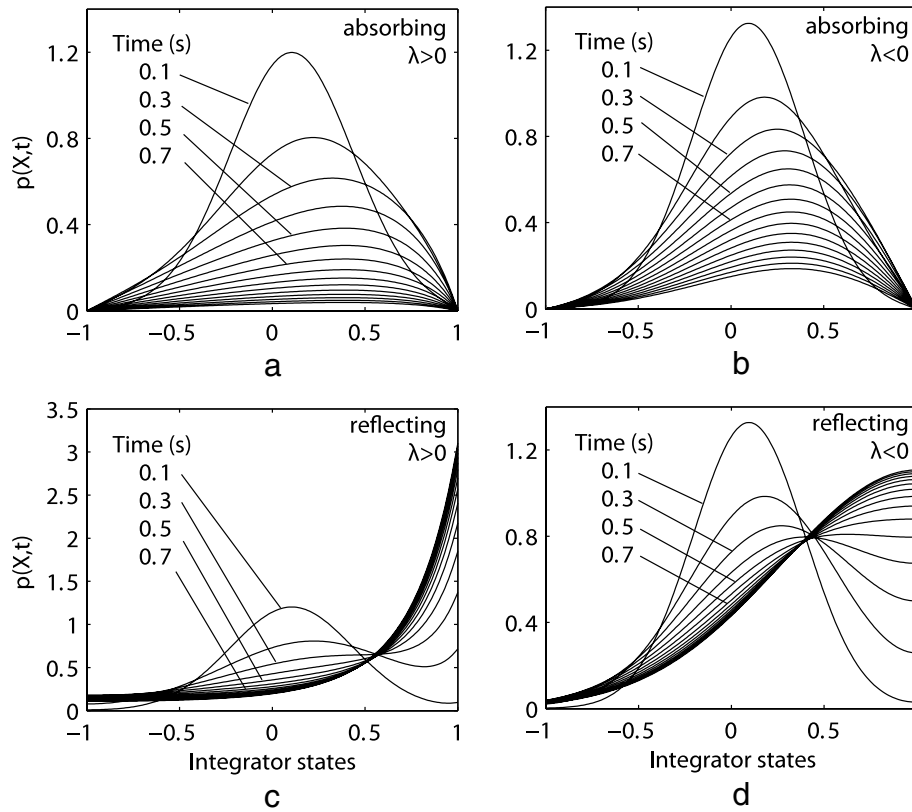 absorbing
λ>0
Time (s)
0.1
0.3
0.5
0.7
p(X,t)
1.2
0.8
0.4
0
−1
−0.5
0
0.5
1
a
absorbing
λ<0
Time (s)
0.1
0.3
0.5
0.7
1.2
0.8
0.4
0
−1
−0.5
0
0.5
b
reflecting
λ>0
Time (s)
0.1
0.3
0.5
0.7
p(X,t)
3.5
3
2.5
2
1.5
1
0.5
0
−1
−0.5
0
0.5
1
Integrator states
c
reflecting
λ<0
Time (s)
0.1
0.3
0.5
0.7
1.2
0.8
0.4
0
−1
−0.5
0
0.5
Integrator states
d